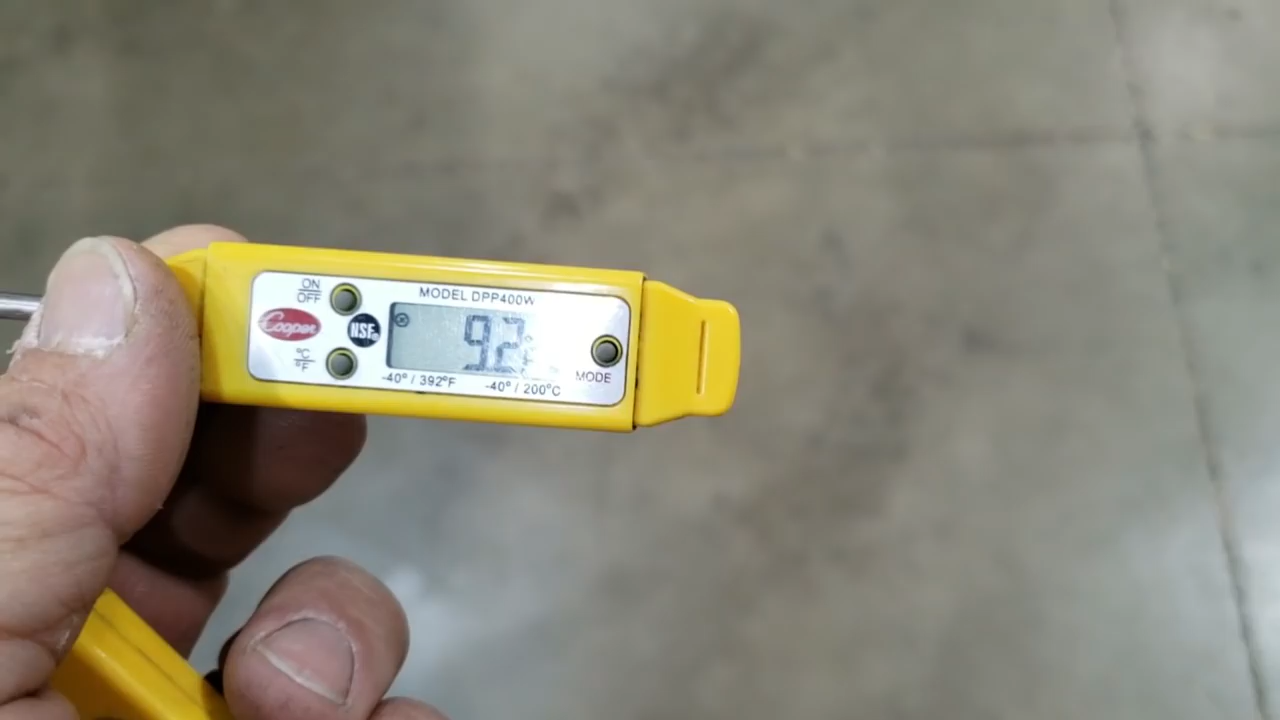 ON
OFF
MODEL DPP400W
Cooper
NSF®
92
°C
°F
MODE
-40° / 392°F -40° / 200°C